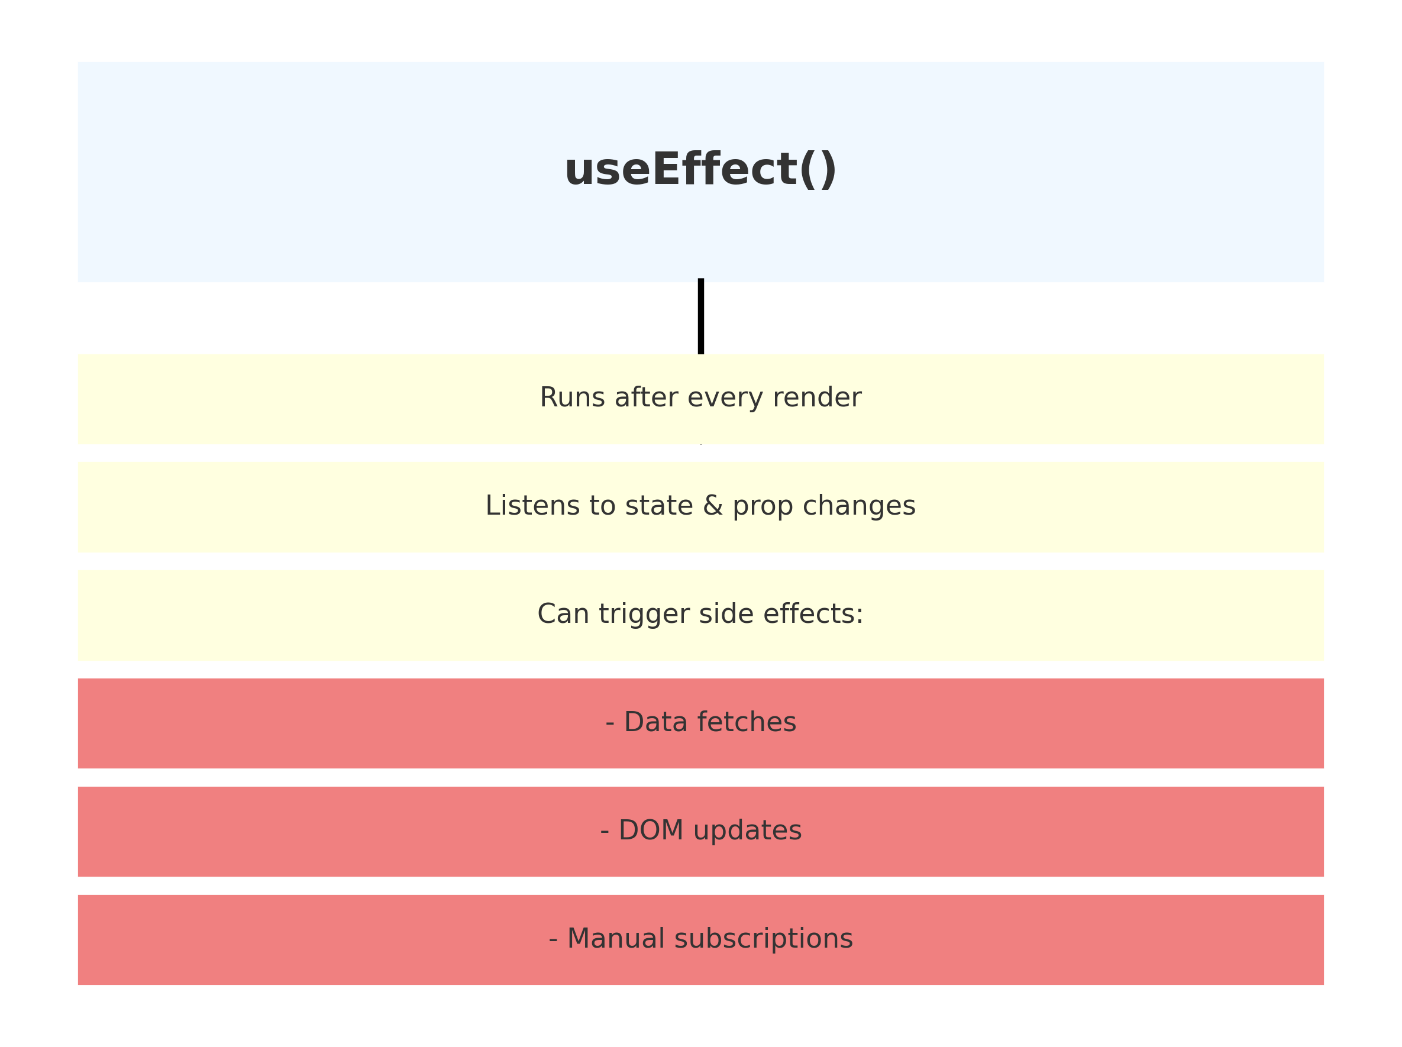 useEffect()
Runs after every render
Listens to state & prop changes
Can trigger side effects:
- Data fetches
- DOM updates
- Manual subscriptions